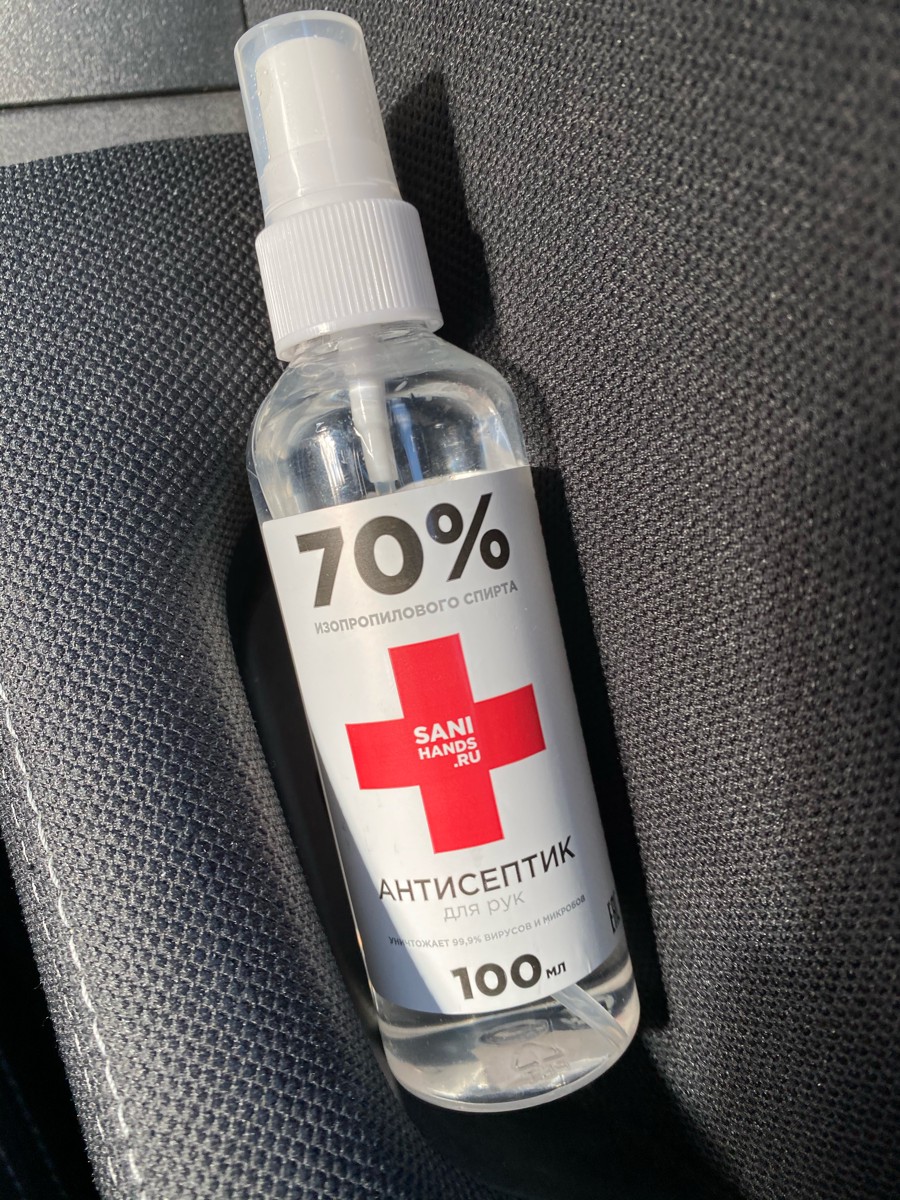 70%
ИЗОПРОПИЛОВОГО СПИРТА
SANI
HANDS
.RU
АНТИСЕПТИК
для рук
УНИЧТОЖАЕТ 99,9% ВИРУСОВ И МИКРОБОВ
100 мл